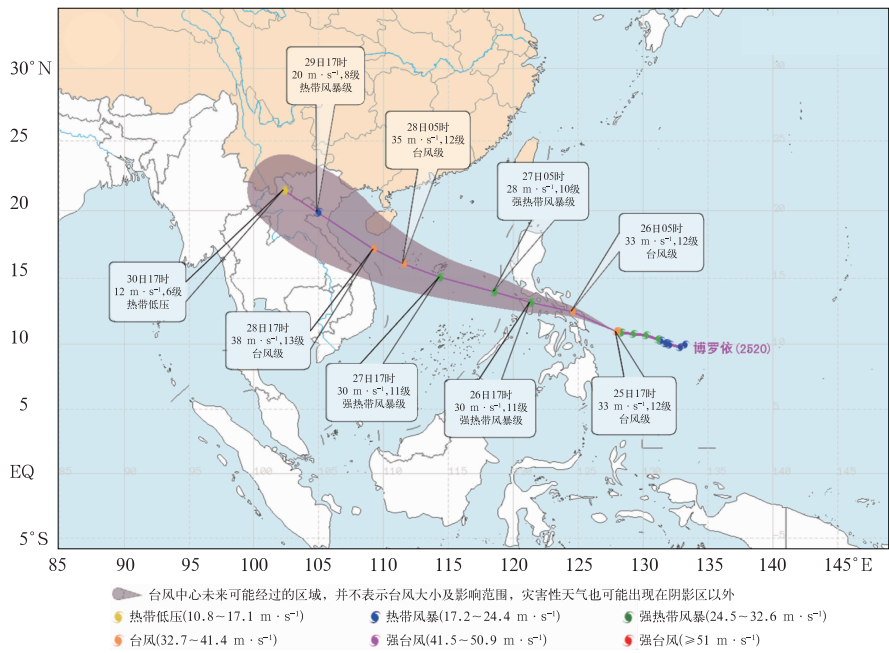 30°N
25
20
15
10
5
EQ
5°S
85
90
95
100
105
110
115
120
125
130
135
140
145°E
29日17时
20 m · s⁻¹,8级
热带风暴级
28日05时
35 m · s⁻¹,12级
台风级
27日05时
28 m · s⁻¹,10级
强热带风暴级
26日05时
33 m · s⁻¹,12级
台风级
30日17时
12 m · s⁻¹,6级
热带低压
28日17时
38 m · s⁻¹,13级
台风级
27日17时
30 m · s⁻¹,11级
强热带风暴级
26日17时
30 m · s⁻¹,11级
强热带风暴级
25日17时
33 m · s⁻¹,12级
台风级
博罗依(2520)
85 90 95 100 105 110 115 120 125 130 135 140 145
台风中心未来可能经过的区域，并不表示台风大小及影响范围，灾害性天气也可能出现在阴影区以外
热带低压(10.8~17.1 m · s⁻¹) 热带风暴(17.2~24.4 m · s⁻¹) 强热带风暴(24.5~32.6 m · s⁻¹)
台风(32.7~41.4 m · s⁻¹) 强台风(41.5~50.9 m · s⁻¹) 强台风(≥51 m · s⁻¹)